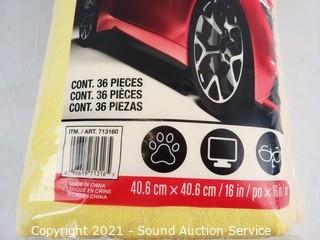 CONT. 36 PIECES
CONT. 36 PIÈCES
CONT. 36 PIEZAS
ITM. / ART. 713160
MADE IN CHINA
FABRIQUÉ EN CHINE
HECHO EN CHINA
40.6 cm × 40.6 cm / 16 in / po × 16 in
Copyright 2021 - Sound Auction Service